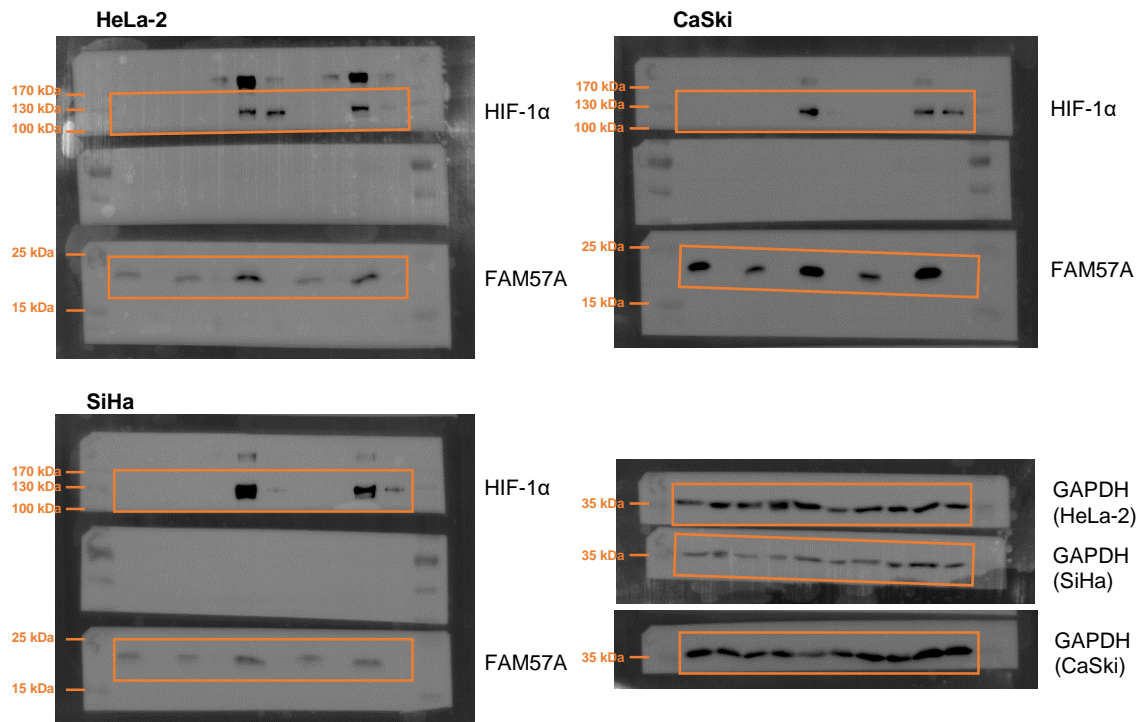 HeLa-2
170 kDa
130 kDa
100 kDa
HIF-1α
25 kDa
15 kDa
FAM57A
CaSki
170 kDa
130 kDa
100 kDa
HIF-1α
25 kDa
15 kDa
FAM57A
SiHa
170 kDa
130 kDa
100 kDa
HIF-1α
25 kDa
15 kDa
FAM57A
35 kDa
GAPDH
(HeLa-2)
35 kDa
GAPDH
(SiHa)
35 kDa
GAPDH
(CaSki)